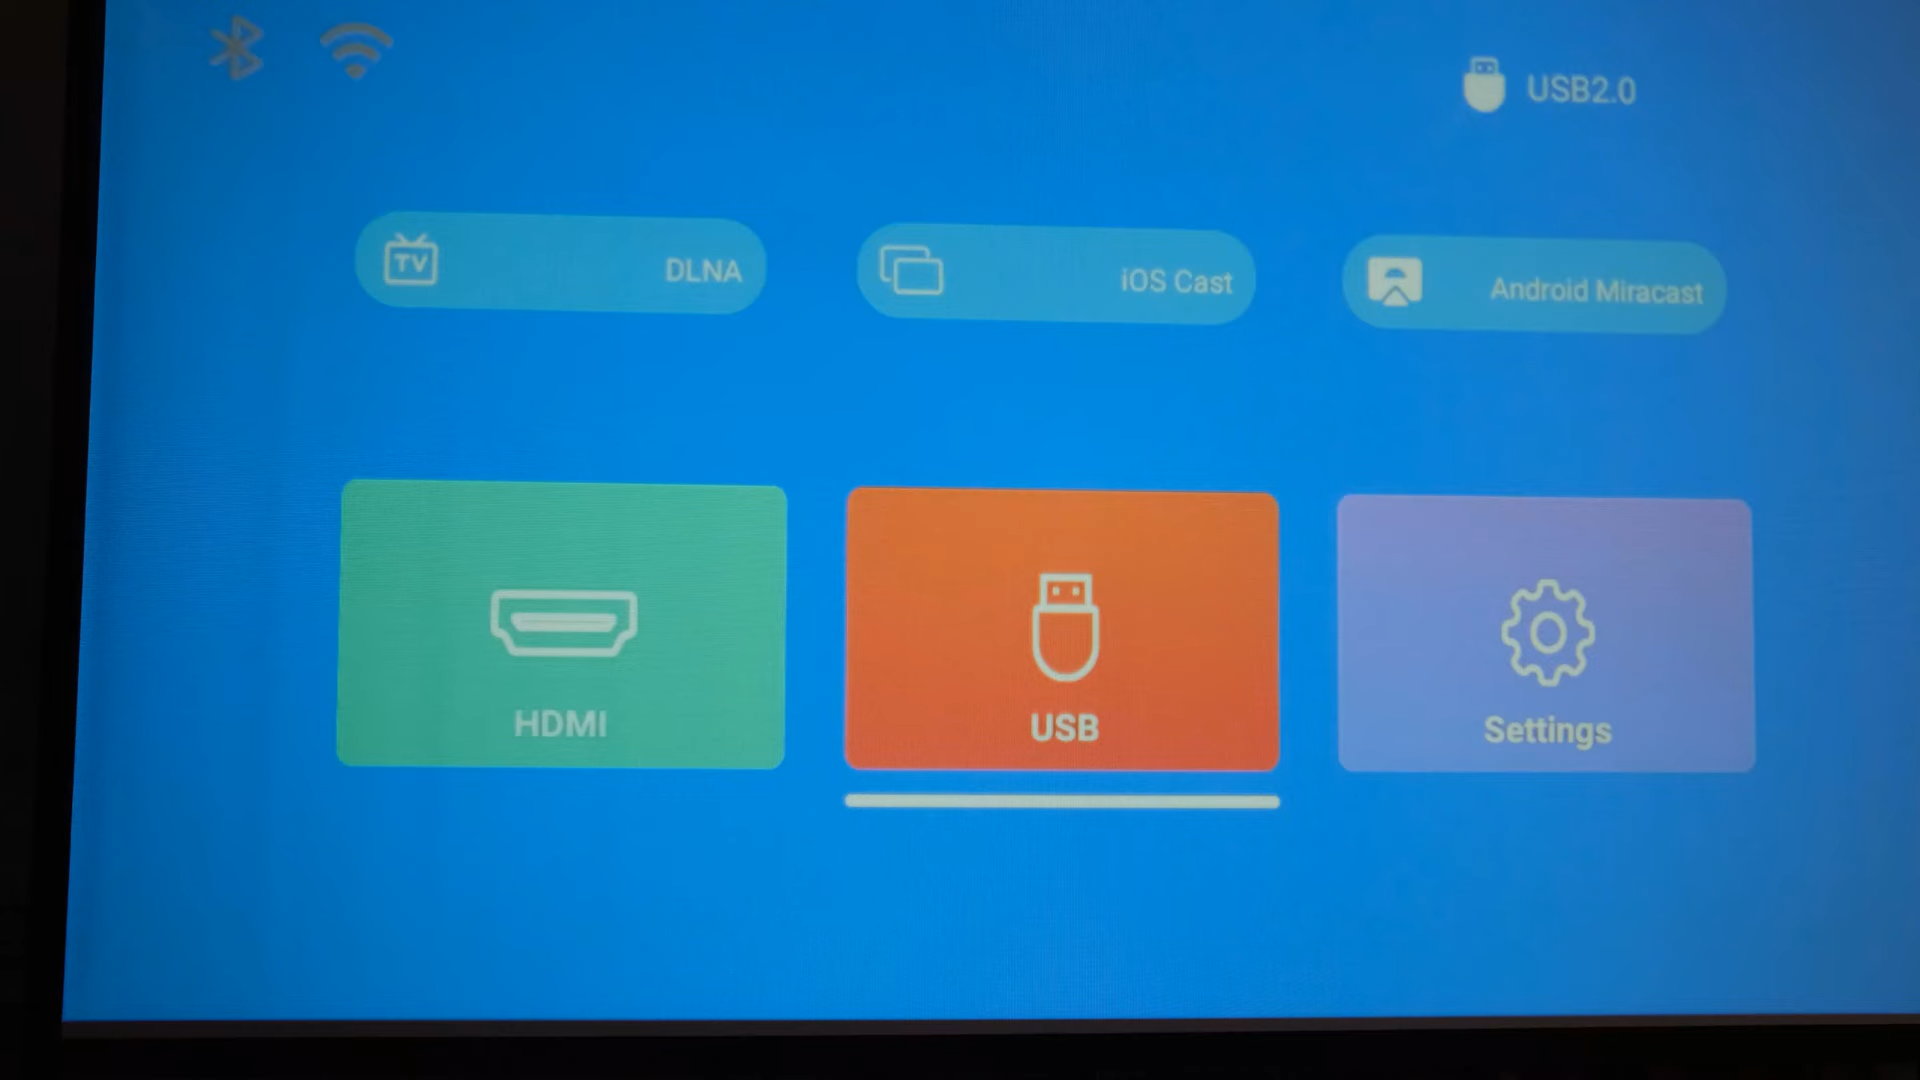 USB2.0
TV
DLNA
iOS Cast
Android Miracast
HDMI
USB
Settings